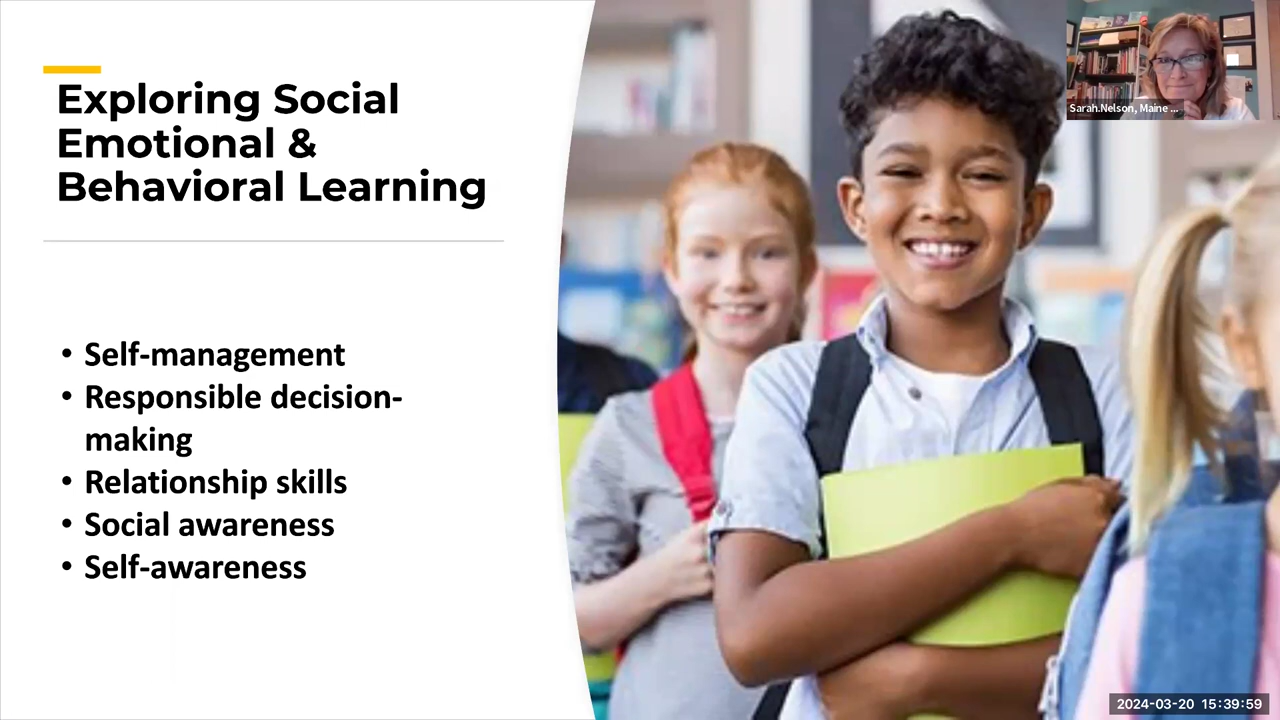 Exploring Social
Emotional &
Behavioral Learning
• Self-management
• Responsible decision-
making
• Relationship skills
• Social awareness
• Self-awareness
Sarah.Nelson, Maine ...
2024-03-20 15:39:59